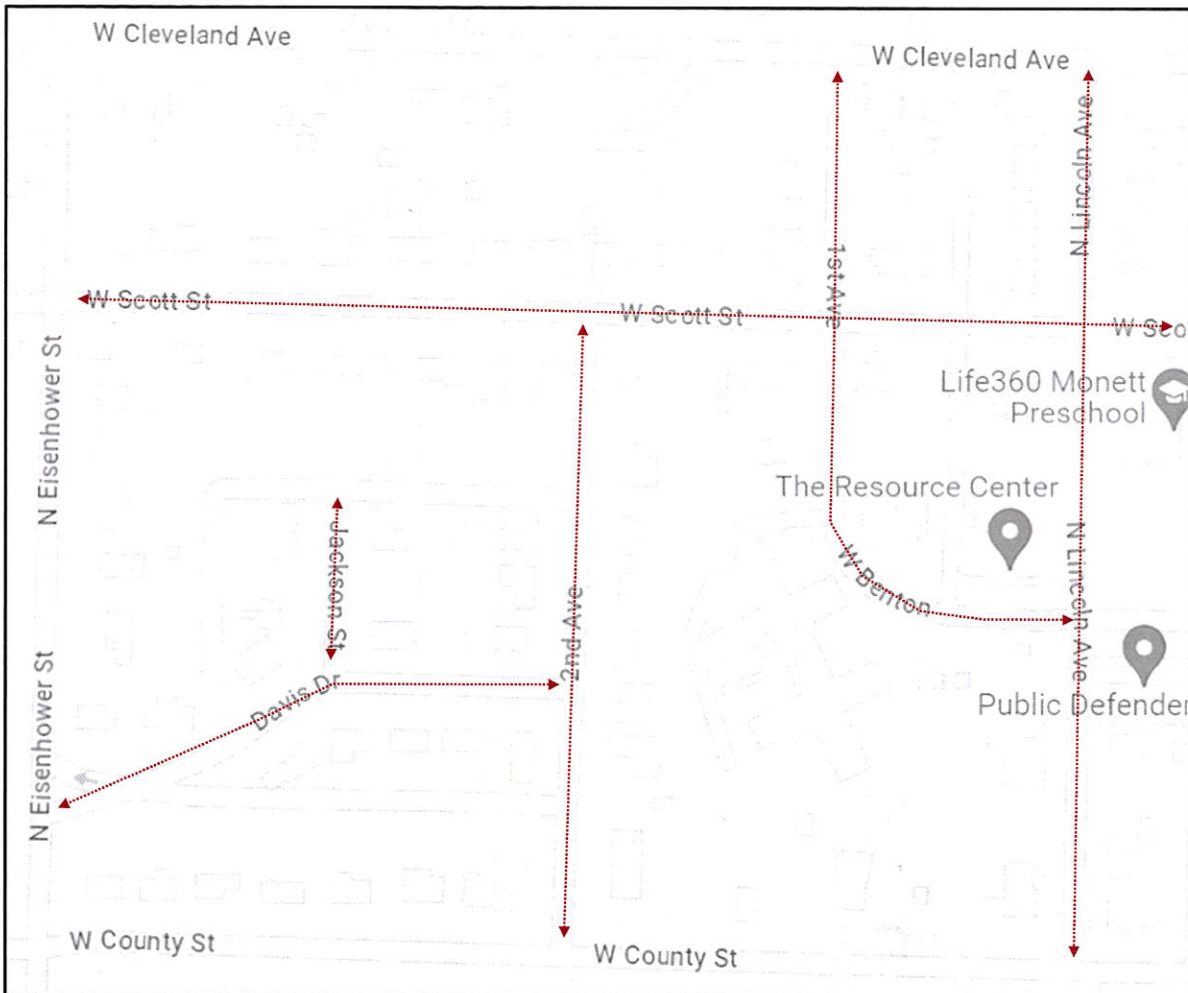 W Cleveland Ave
W Cleveland Ave
N Lincoln Ave
1st Ave
W Scott St
W Scott St
W Sco
N Eisenhower St
Life360 Monett
Preschool
The Resource Center
Jackson St
W Benton
N Lincoln Ave
2nd Ave
N Eisenhower St
Davis Dr
Public Defender
W County St
W County St